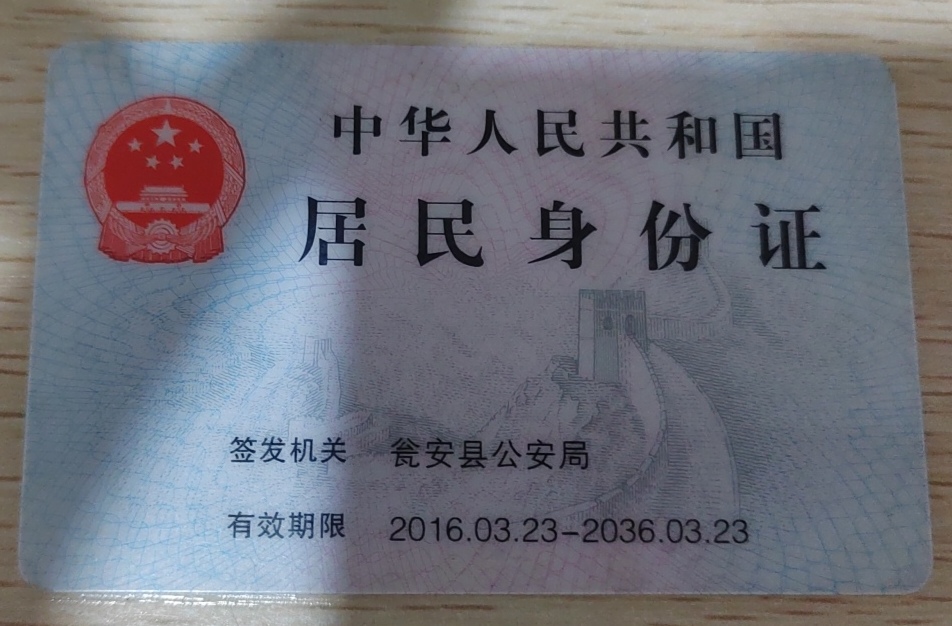 中华人民共和国
居民身份证
签发机关 瓮安县公安局
有效期限 2016.03.23-2036.03.23